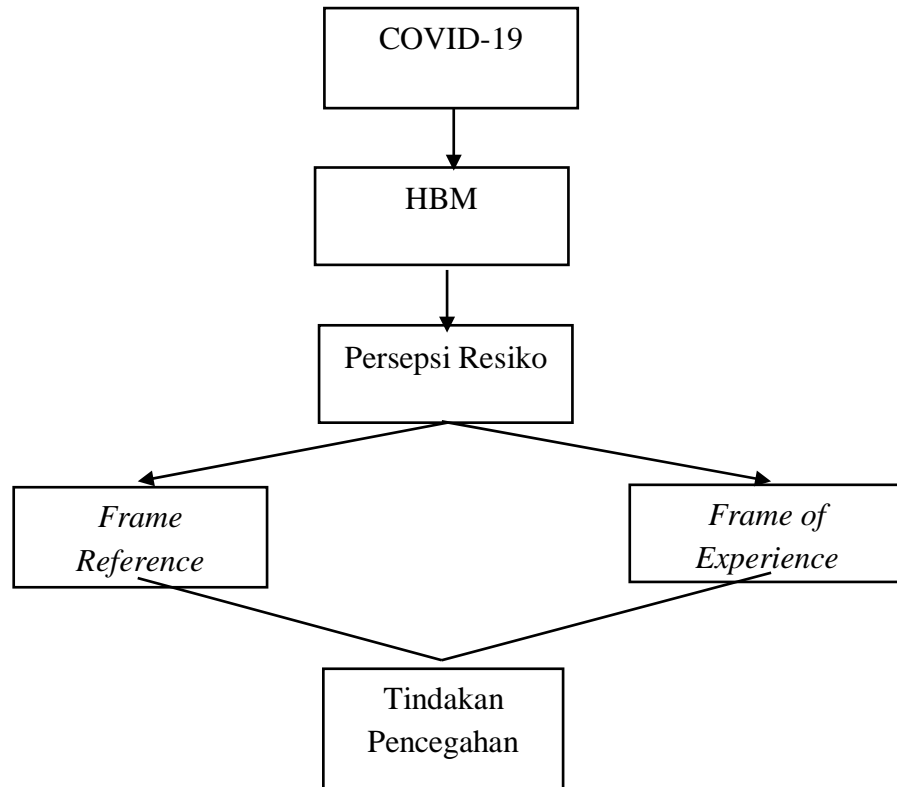 COVID-19
HBM
Persepsi Resiko
Frame
Reference
Frame of
Experience
Tindakan
Pencegahan